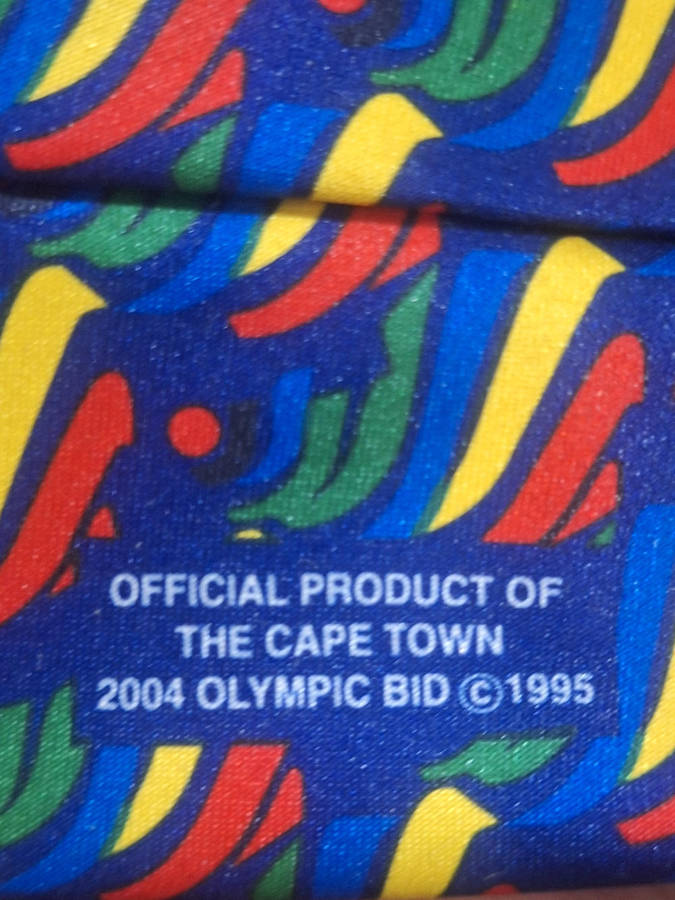 OFFICIAL PRODUCT OF
THE CAPE TOWN
2004 OLYMPIC BID ©1995